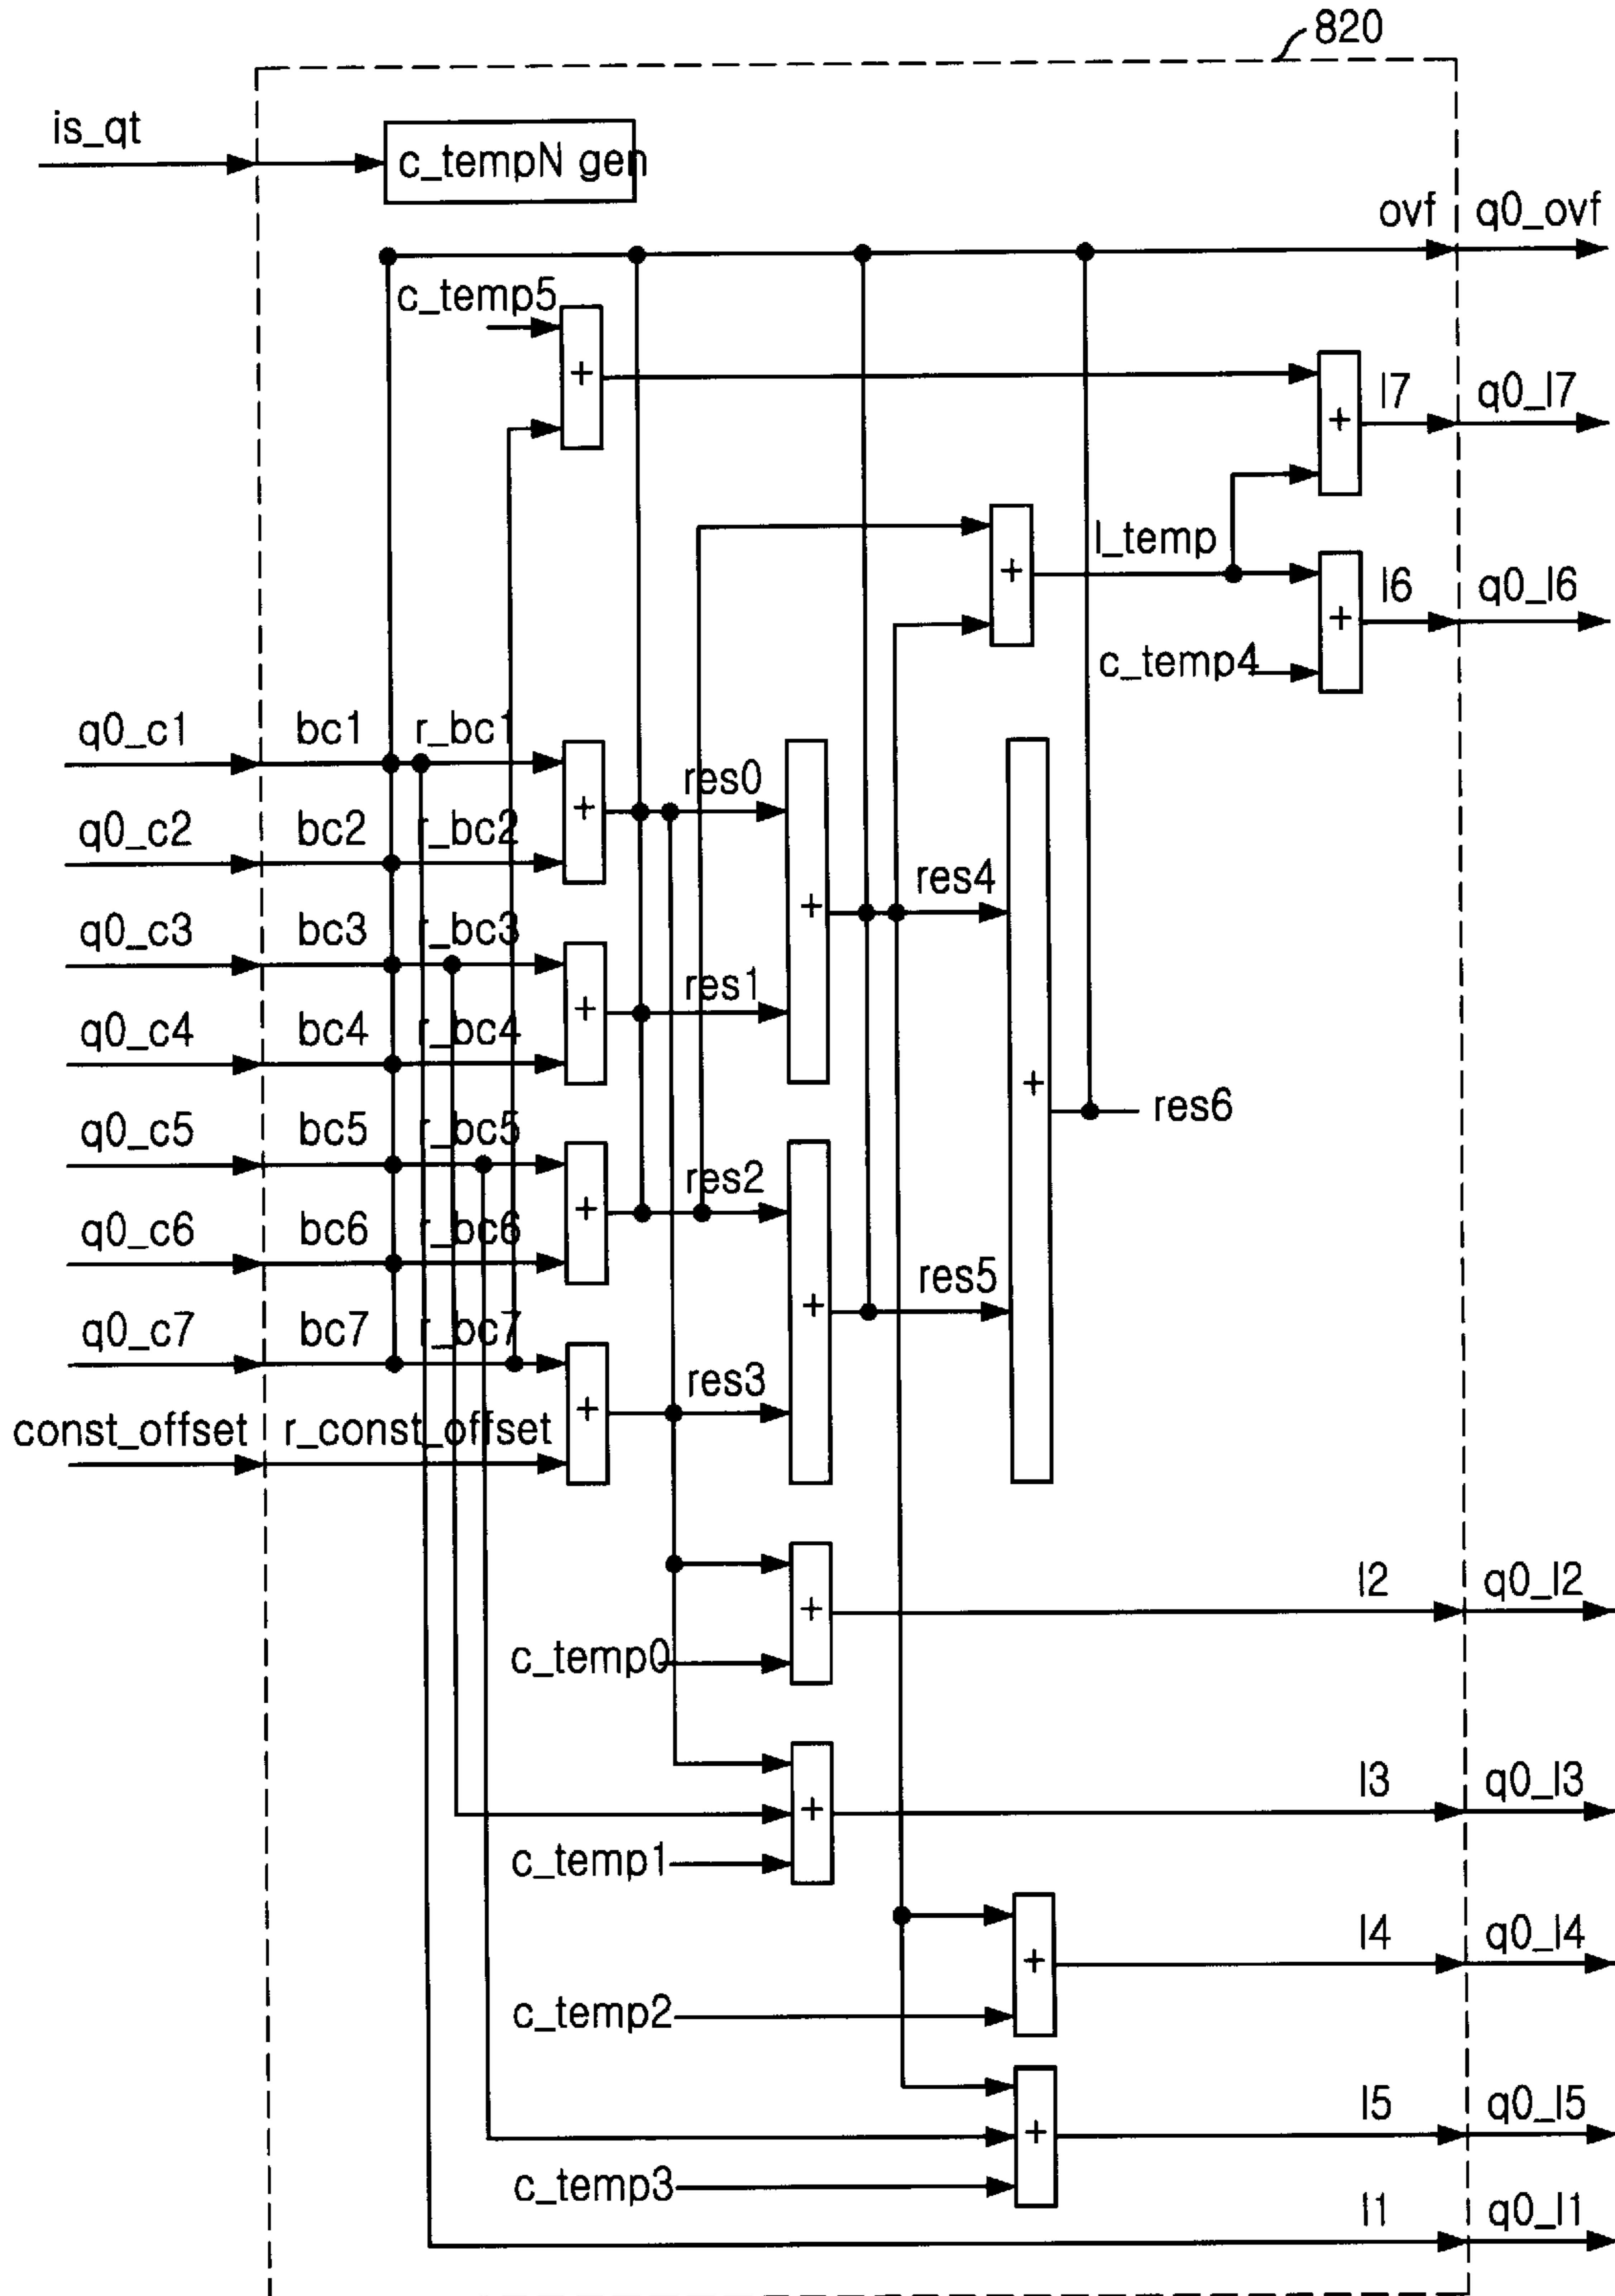 820
is_qt
c_tempN gen
ovf q0_ovf
c_temp5
+
+
l7 q0_l7
+
l_temp
+
l6 q0_l6
c_temp4
q0_c1 bc1 r_bc1
+
res0
q0_c2 bc2 r_bc2
+
res4
q0_c3 bc3 r_bc3
+
res1
q0_c4 bc4 r_bc4
+
res6
q0_c5 bc5 r_bc5
+
res2
q0_c6 bc6 r_bc6
+
res5
q0_c7 bc7 r_bc7
+
res3
const_offset r_const_offset
+
l2 q0_l2
c_temp0
+
l3 q0_l3
c_temp1
+
l4 q0_l4
c_temp2
+
l5 q0_l5
c_temp3
l1 q0_l1